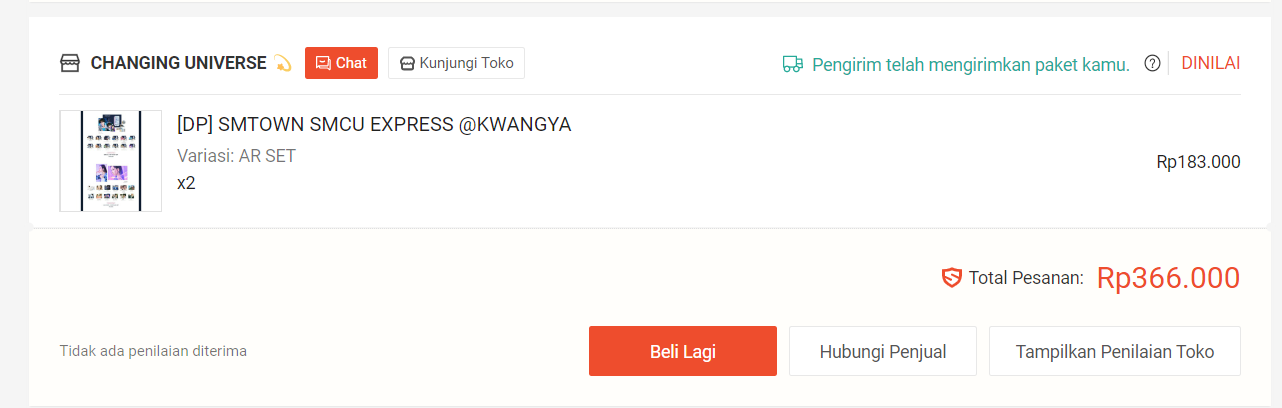 CHANGING UNIVERSE 💫 Chat Kunjungi Toko Pengirim telah mengirimkan paket kamu. ? DINILAI
[DP] SMTOWN SMCU EXPRESS @KWANGYA
Variasi: AR SET
Rp183.000
x2
Total Pesanan: Rp366.000
Tidak ada penilaian diterima Beli Lagi Hubungi Penjual Tampilkan Penilaian Toko